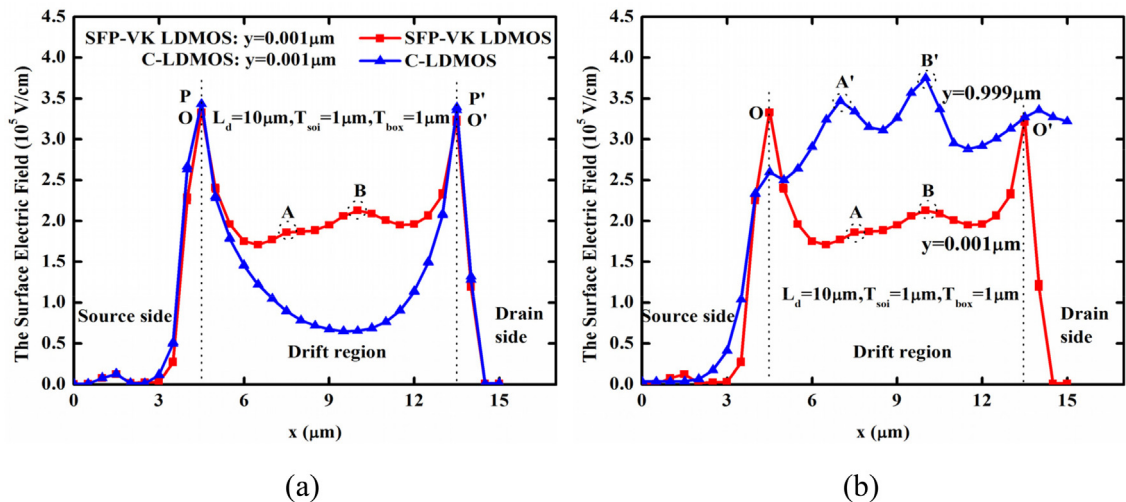 The Surface Electric Field (10⁵ V/cm)
4.5
4.0
3.5
3.0
2.5
2.0
1.5
1.0
0.5
0.0
SFP-VK LDMOS: y=0.001μm
SFP-VK LDMOS
C-LDMOS: y=0.001μm
C-LDMOS
P
O
P'
O'
L_d=10μm,T_soi=1μm,T_box=1μm
A
B
Source side
Drift region
Drain side
0 3 6 9 12 15
x (μm)
(a)
The Surface Electric Field (10⁵ V/cm)
4.5
4.0
3.5
3.0
2.5
2.0
1.5
1.0
0.5
0.0
SFP-VK LDMOS
C-LDMOS
A'
B'
y=0.999μm
O
O'
A
B
y=0.001μm
L_d=10μm,T_soi=1μm,T_box=1μm
Source side
Drift region
Drain
side
0 3 6 9 12 15
x (μm)
(b)